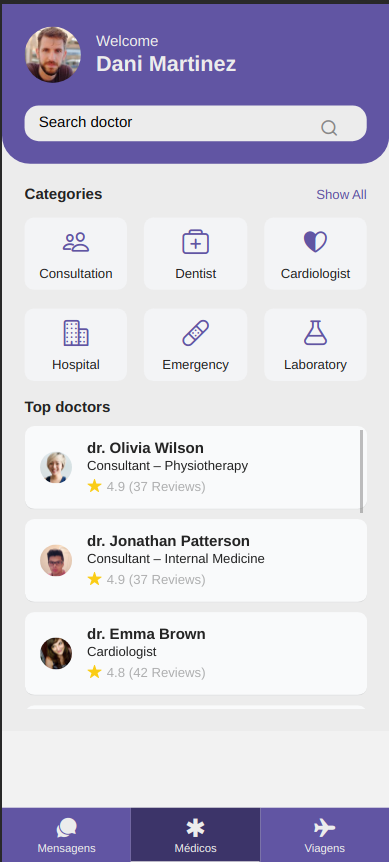 Welcome
Dani Martinez
Search doctor
Categories
Show All
Consultation
Dentist
Cardiologist
Hospital
Emergency
Laboratory
Top doctors
dr. Olivia Wilson
Consultant – Physiotherapy
4.9 (37 Reviews)
dr. Jonathan Patterson
Consultant – Internal Medicine
4.9 (37 Reviews)
dr. Emma Brown
Cardiologist
4.8 (42 Reviews)
Mensagens
Médicos
Viagens